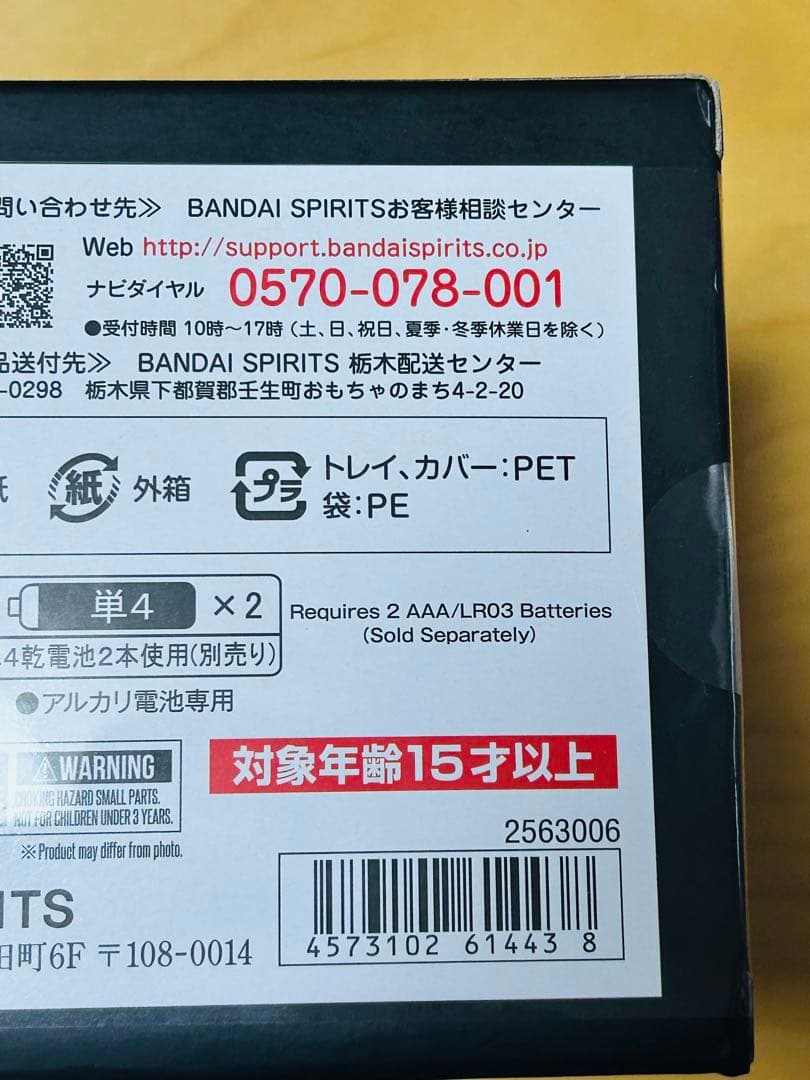 問い合わせ先≫ BANDAI SPIRITSお客様相談センター
Web http://support.bandaispirits.co.jp
ナビダイヤル 0570-078-001
●受付時間 10時～17時 (土、日、祝日、夏季・冬季休業日を除く)
品送付先≫ BANDAI SPIRITS 栃木配送センター
-0298 栃木県下都賀郡壬生町おもちゃのまち4-2-20
紙 外箱 プラ トレイ、カバー:PET
袋:PE
単4 ×2
4乾電池2本使用(別売り)
Requires 2 AAA/LR03 Batteries
(Sold Separately)
●アルカリ電池専用
WARNING
CHOKING HAZARD SMALL PARTS.
NOT FOR CHILDREN UNDER 3 YEARS.
対象年齢15才以上
※Product may differ from photo.
2563006
ITS
田町6F 〒108-0014
4573102 61443 8